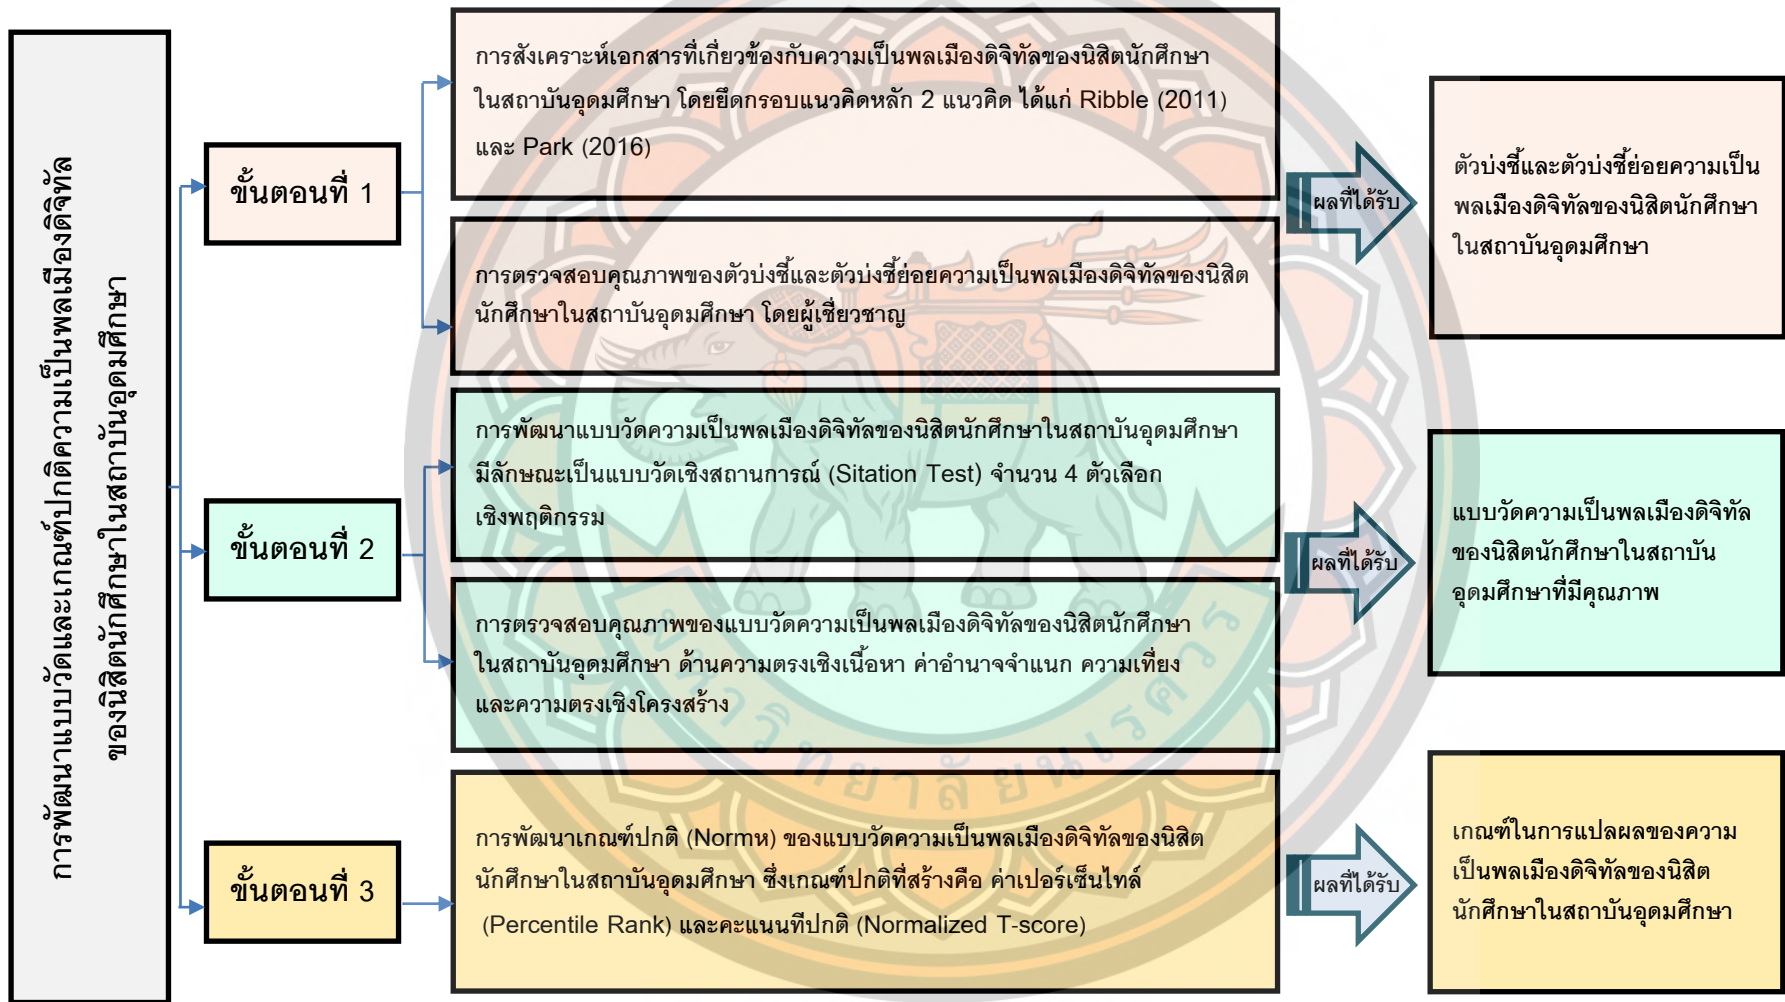 การพัฒนาแบบวัดและเกณฑ์ปกติความเป็นพลเมืองดิจิทัล
ของนิสิตนักศึกษาในสถาบันอุดมศึกษา
ขั้นตอนที่ 1
การสังเคราะห์เอกสารที่เกี่ยวข้องกับความเป็นพลเมืองดิจิทัลของนิสิตนักศึกษา
ในสถาบันอุดมศึกษา โดยยึดกรอบแนวคิดหลัก 2 แนวคิด ได้แก่ Ribble (2011)
และ Park (2016)
การตรวจสอบคุณภาพของตัวบ่งชี้และตัวบ่งชี้ย่อยความเป็นพลเมืองดิจิทัลของนิสิต
นักศึกษาในสถาบันอุดมศึกษา โดยผู้เชี่ยวชาญ
ผลที่ได้รับ
ตัวบ่งชี้และตัวบ่งชี้ย่อยความเป็น
พลเมืองดิจิทัลของนิสิตนักศึกษา
ในสถาบันอุดมศึกษา
ขั้นตอนที่ 2
การพัฒนาแบบวัดความเป็นพลเมืองดิจิทัลของนิสิตนักศึกษาในสถาบันอุดมศึกษา
มีลักษณะเป็นแบบวัดเชิงสถานการณ์ (Sitation Test) จำนวน 4 ตัวเลือก
เชิงพฤติกรรม
การตรวจสอบคุณภาพของแบบวัดความเป็นพลเมืองดิจิทัลของนิสิตนักศึกษา
ในสถาบันอุดมศึกษา ด้านความตรงเชิงเนื้อหา ค่าอำนาจจำแนก ความเที่ยง
และความตรงเชิงโครงสร้าง
ผลที่ได้รับ
แบบวัดความเป็นพลเมืองดิจิทัล
ของนิสิตนักศึกษาในสถาบัน
อุดมศึกษาที่มีคุณภาพ
ขั้นตอนที่ 3
การพัฒนาเกณฑ์ปกติ (Normห) ของแบบวัดความเป็นพลเมืองดิจิทัลของนิสิต
นักศึกษาในสถาบันอุดมศึกษา ซึ่งเกณฑ์ปกติที่สร้างคือ ค่าเปอร์เซ็นไทล์
(Percentile Rank) และคะแนนทีปกติ (Normalized T-score)
ผลที่ได้รับ
เกณฑ์ในการแปลผลของความ
เป็นพลเมืองดิจิทัลของนิสิต
นักศึกษาในสถาบันอุดมศึกษา
มหาวิทยาลัยนเรศวร